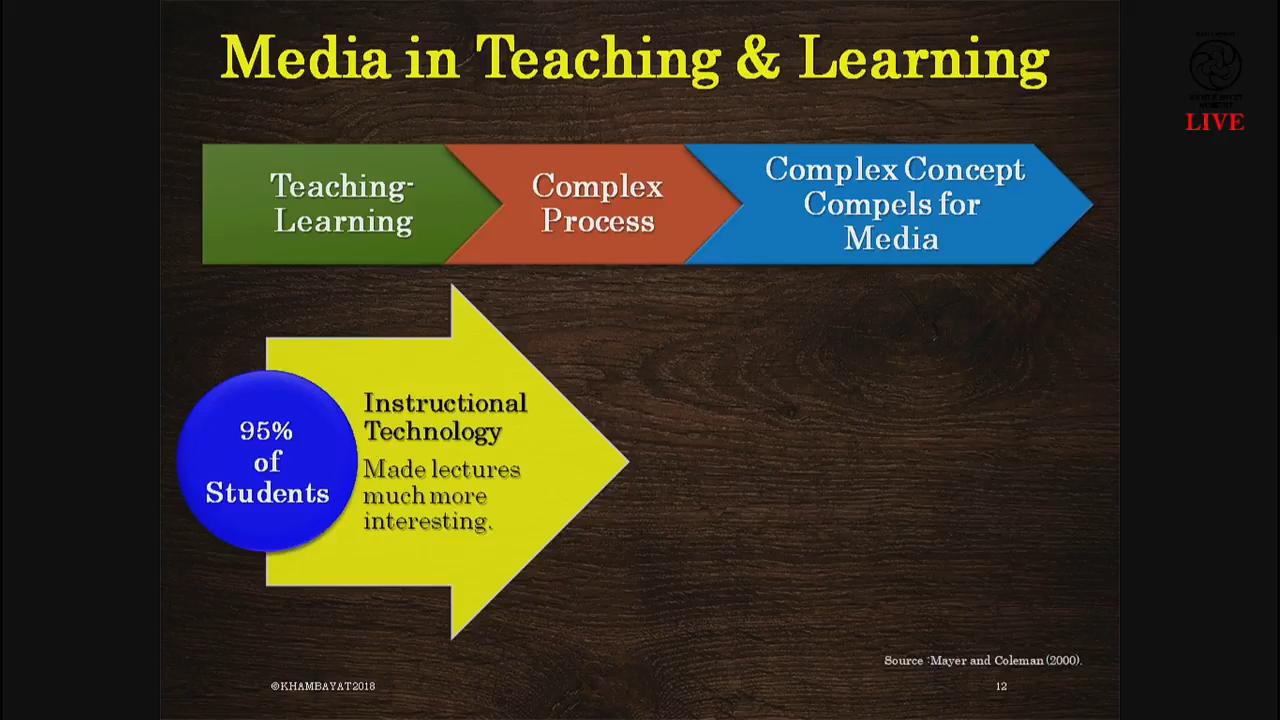 Media in Teaching & Learning
LIVE
Teaching-
Learning
Complex
Process
Complex Concept
Compels for
Media
95%
of
Students
Instructional
Technology
Made lectures
much more
interesting.
Source :Mayer and Coleman (2000).
©KHAMBAYAT2018
12